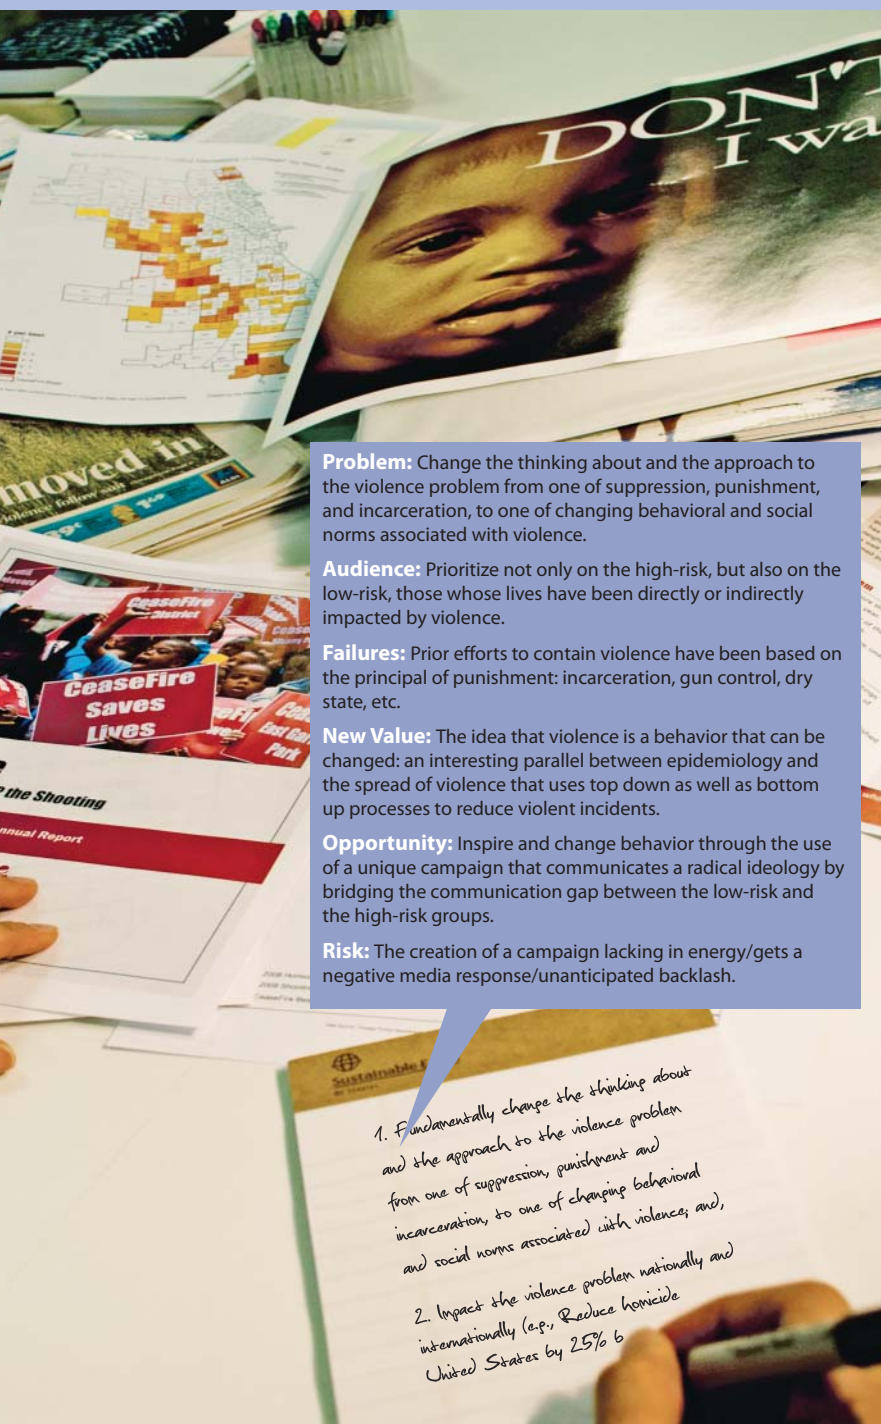 DON'T
I wa
moved in
CeaseFire
District
CeaseFire
Saves
Lives
East Gar
Park
the Shooting
nnual Report
Problem: Change the thinking about and the approach to
the violence problem from one of suppression, punishment,
and incarceration, to one of changing behavioral and social
norms associated with violence.
Audience: Prioritize not only on the high-risk, but also on the
low-risk, those whose lives have been directly or indirectly
impacted by violence.
Failures: Prior efforts to contain violence have been based on
the principal of punishment: incarceration, gun control, dry
state, etc.
New Value: The idea that violence is a behavior that can be
changed: an interesting parallel between epidemiology and
the spread of violence that uses top down as well as bottom
up processes to reduce violent incidents.
Opportunity: Inspire and change behavior through the use
of a unique campaign that communicates a radical ideology by
bridging the communication gap between the low-risk and
the high-risk groups.
Risk: The creation of a campaign lacking in energy/gets a
negative media response/unanticipated backlash.
Sustainable
1. Fundamentally change the thinking about
and the approach to the violence problem
from one of suppression, punishment and
incarceration, to one of changing behavioral
and social norms associated with violence; and,
2. Impact the violence problem nationally and
internationally (e.g., Reduce homicide
United States by 25% b